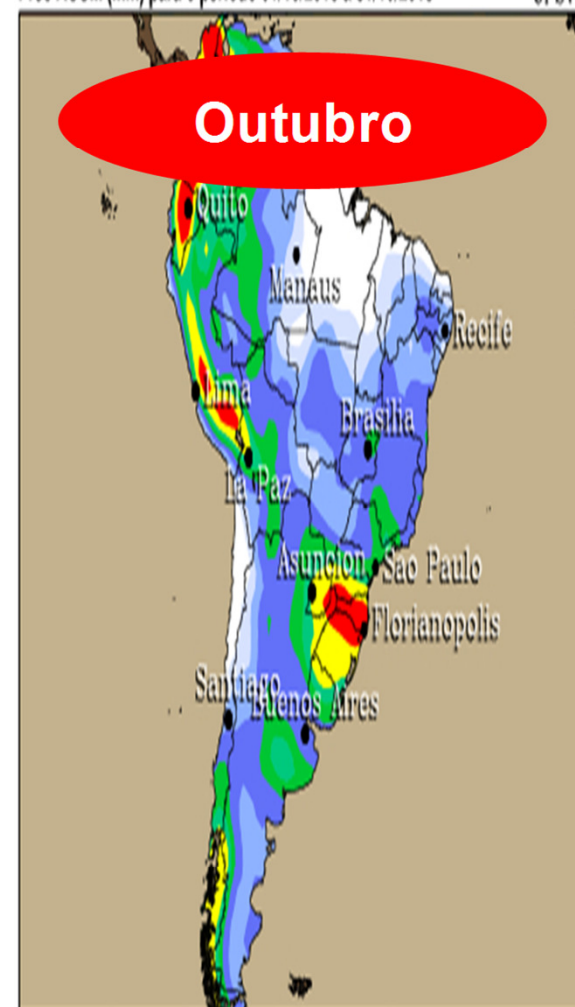 Outubro
Quito
Manaus
Recife
Lima
Brasilia
La Paz
Asuncion
Sao Paulo
Florianopolis
Santiago
Buenos Aires